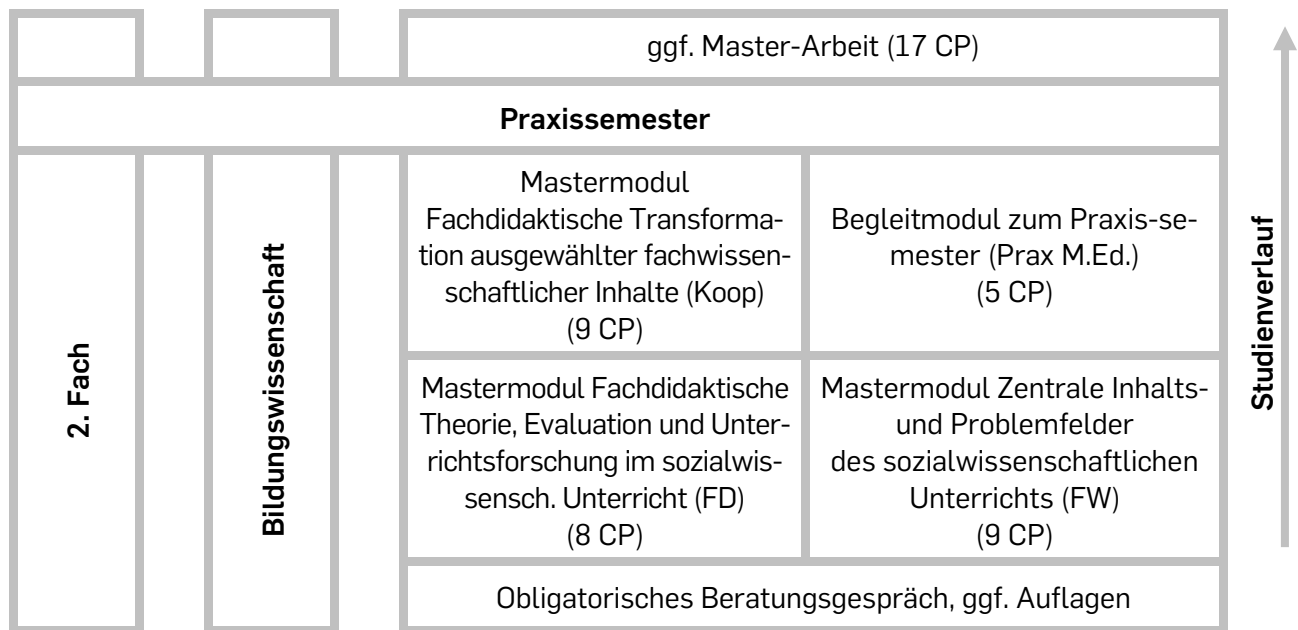 ggf. Master-Arbeit (17 CP)
Praxissemester
2. Fach
Bildungswissenschaft
Mastermodul
Fachdidaktische Transforma-
tion ausgewählter fachwissen-
schaftlicher Inhalte (Koop)
(9 CP)
Begleitmodul zum Praxis-se-
mester (Prax M.Ed.)
(5 CP)
Mastermodul Fachdidaktische
Theorie, Evaluation und Unter-
richtsforschung im sozialwis-
sensch. Unterricht (FD)
(8 CP)
Mastermodul Zentrale Inhalts-
und Problemfelder
des sozialwissenschaftlichen
Unterrichts (FW)
(9 CP)
Obligatorisches Beratungsgespräch, ggf. Auflagen
Studienverlauf